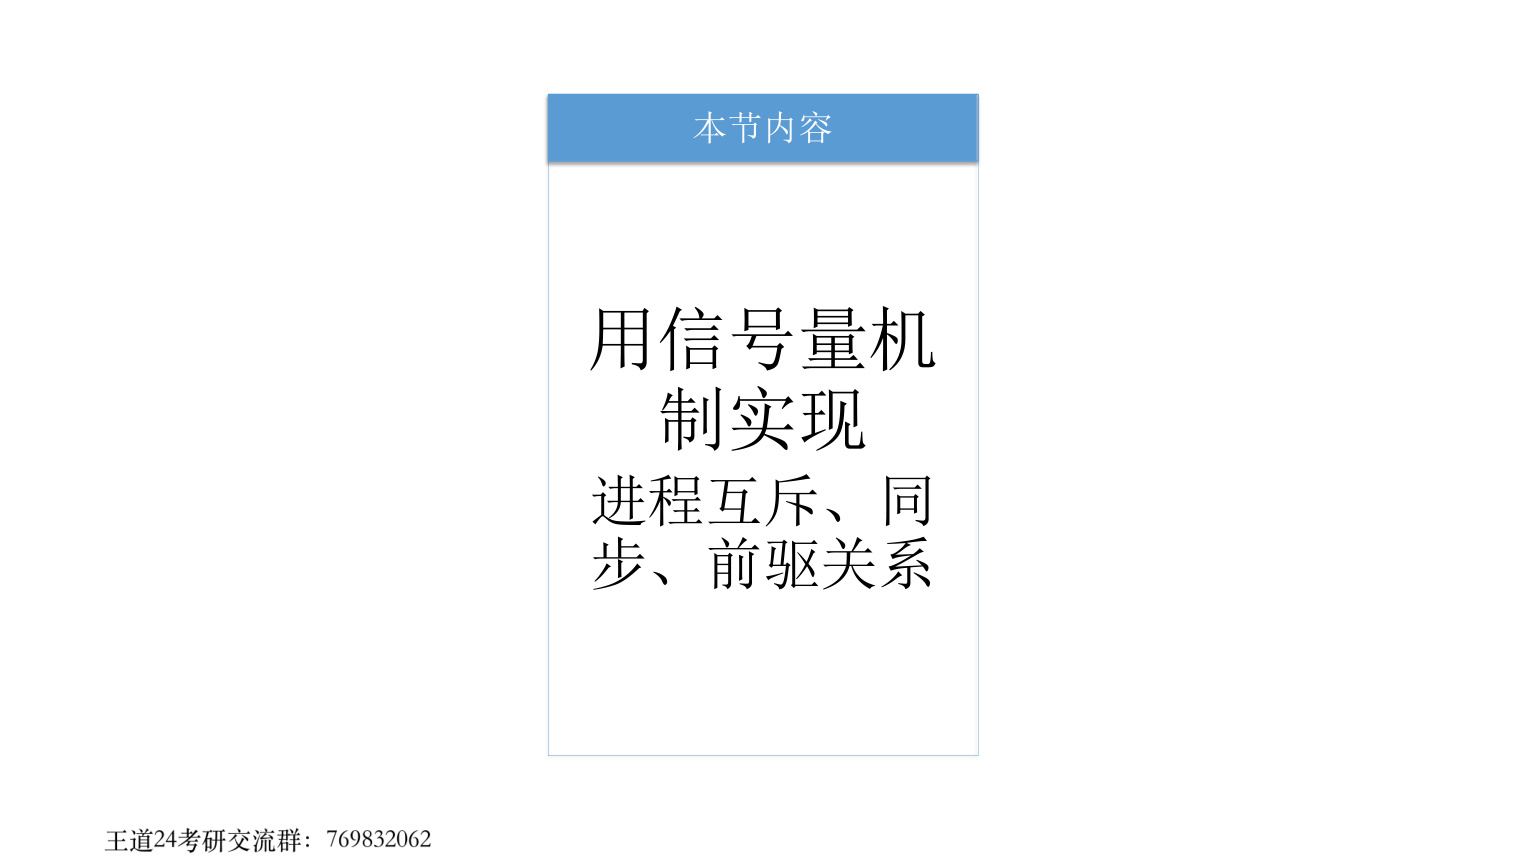 本节内容
用信号量机
制实现
进程互斥、同
步、前驱关系
王道24考研交流群：769832062